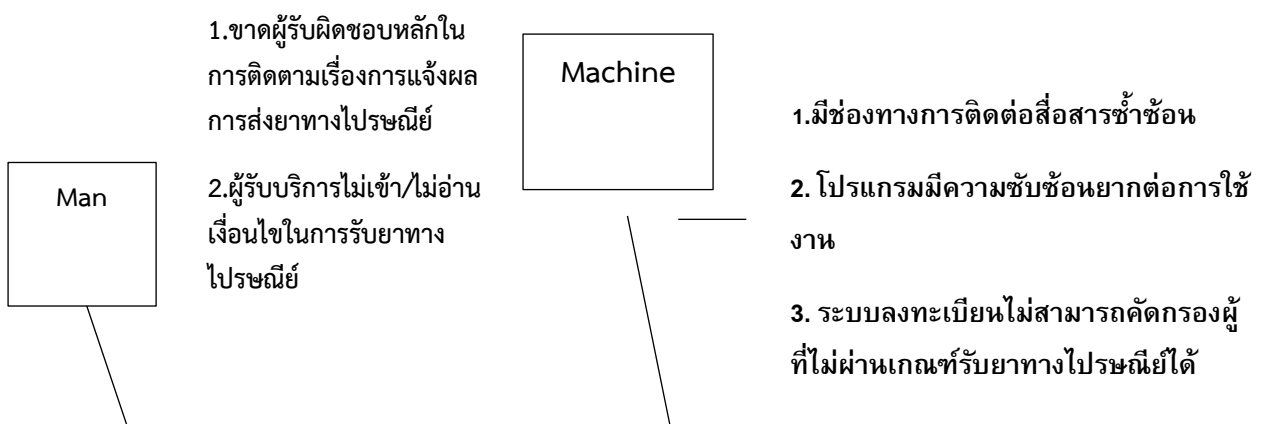 Man
1.ขาดผู้รับผิดชอบหลักใน
การติดตามเรื่องการแจ้งผล
การส่งยาทางไปรษณีย์
2.ผู้รับบริการไม่เข้า/ไม่อ่าน
เงื่อนไขในการรับยาทาง
ไปรษณีย์
Machine
1.มีช่องทางการติดต่อสื่อสารซ้ำซ้อน
2. โปรแกรมมีความซับซ้อนยากต่อการใช้
งาน
3. ระบบลงทะเบียนไม่สามารถคัดกรองผู้
ที่ไม่ผ่านเกณฑ์รับยาทางไปรษณีย์ได้